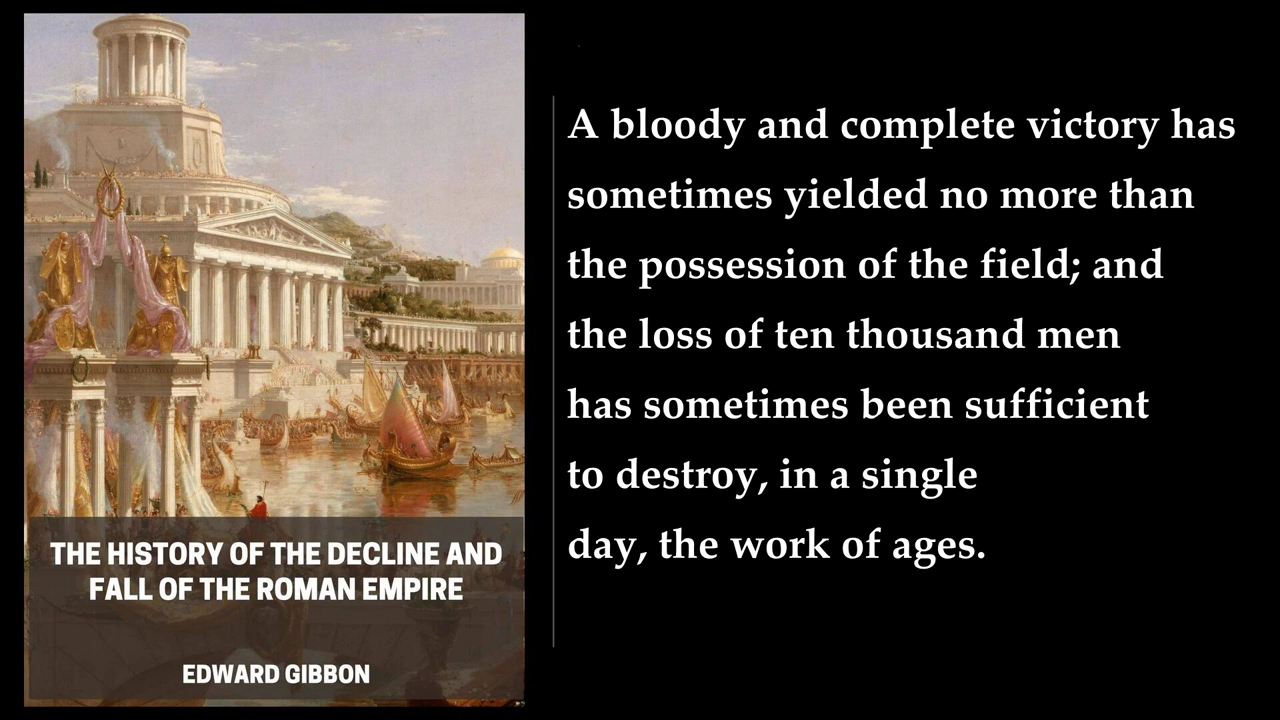 THE HISTORY OF THE DECLINE AND
FALL OF THE ROMAN EMPIRE
EDWARD GIBBON
A bloody and complete victory has
sometimes yielded no more than
the possession of the field; and
the loss of ten thousand men
has sometimes been sufficient
to destroy, in a single
day, the work of ages.